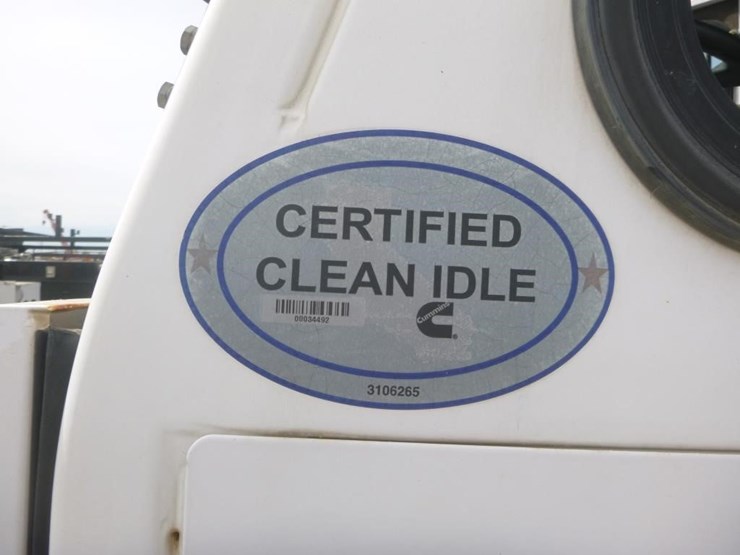 CERTIFIED
CLEAN IDLE
00034492
Cummins
3106265